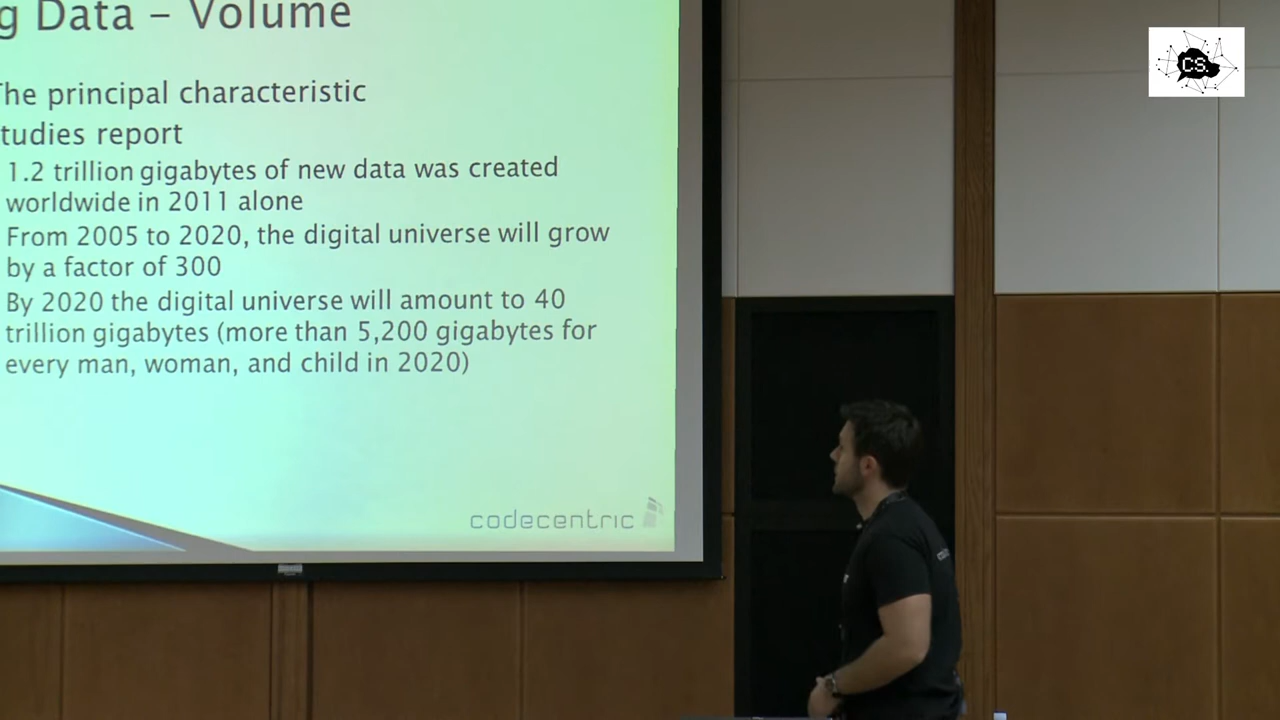 g Data – Volume
The principal characteristic
tudies report
1.2 trillion gigabytes of new data was created
worldwide in 2011 alone
From 2005 to 2020, the digital universe will grow
by a factor of 300
By 2020 the digital universe will amount to 40
trillion gigabytes (more than 5,200 gigabytes for
every man, woman, and child in 2020)
codecentric
CS.